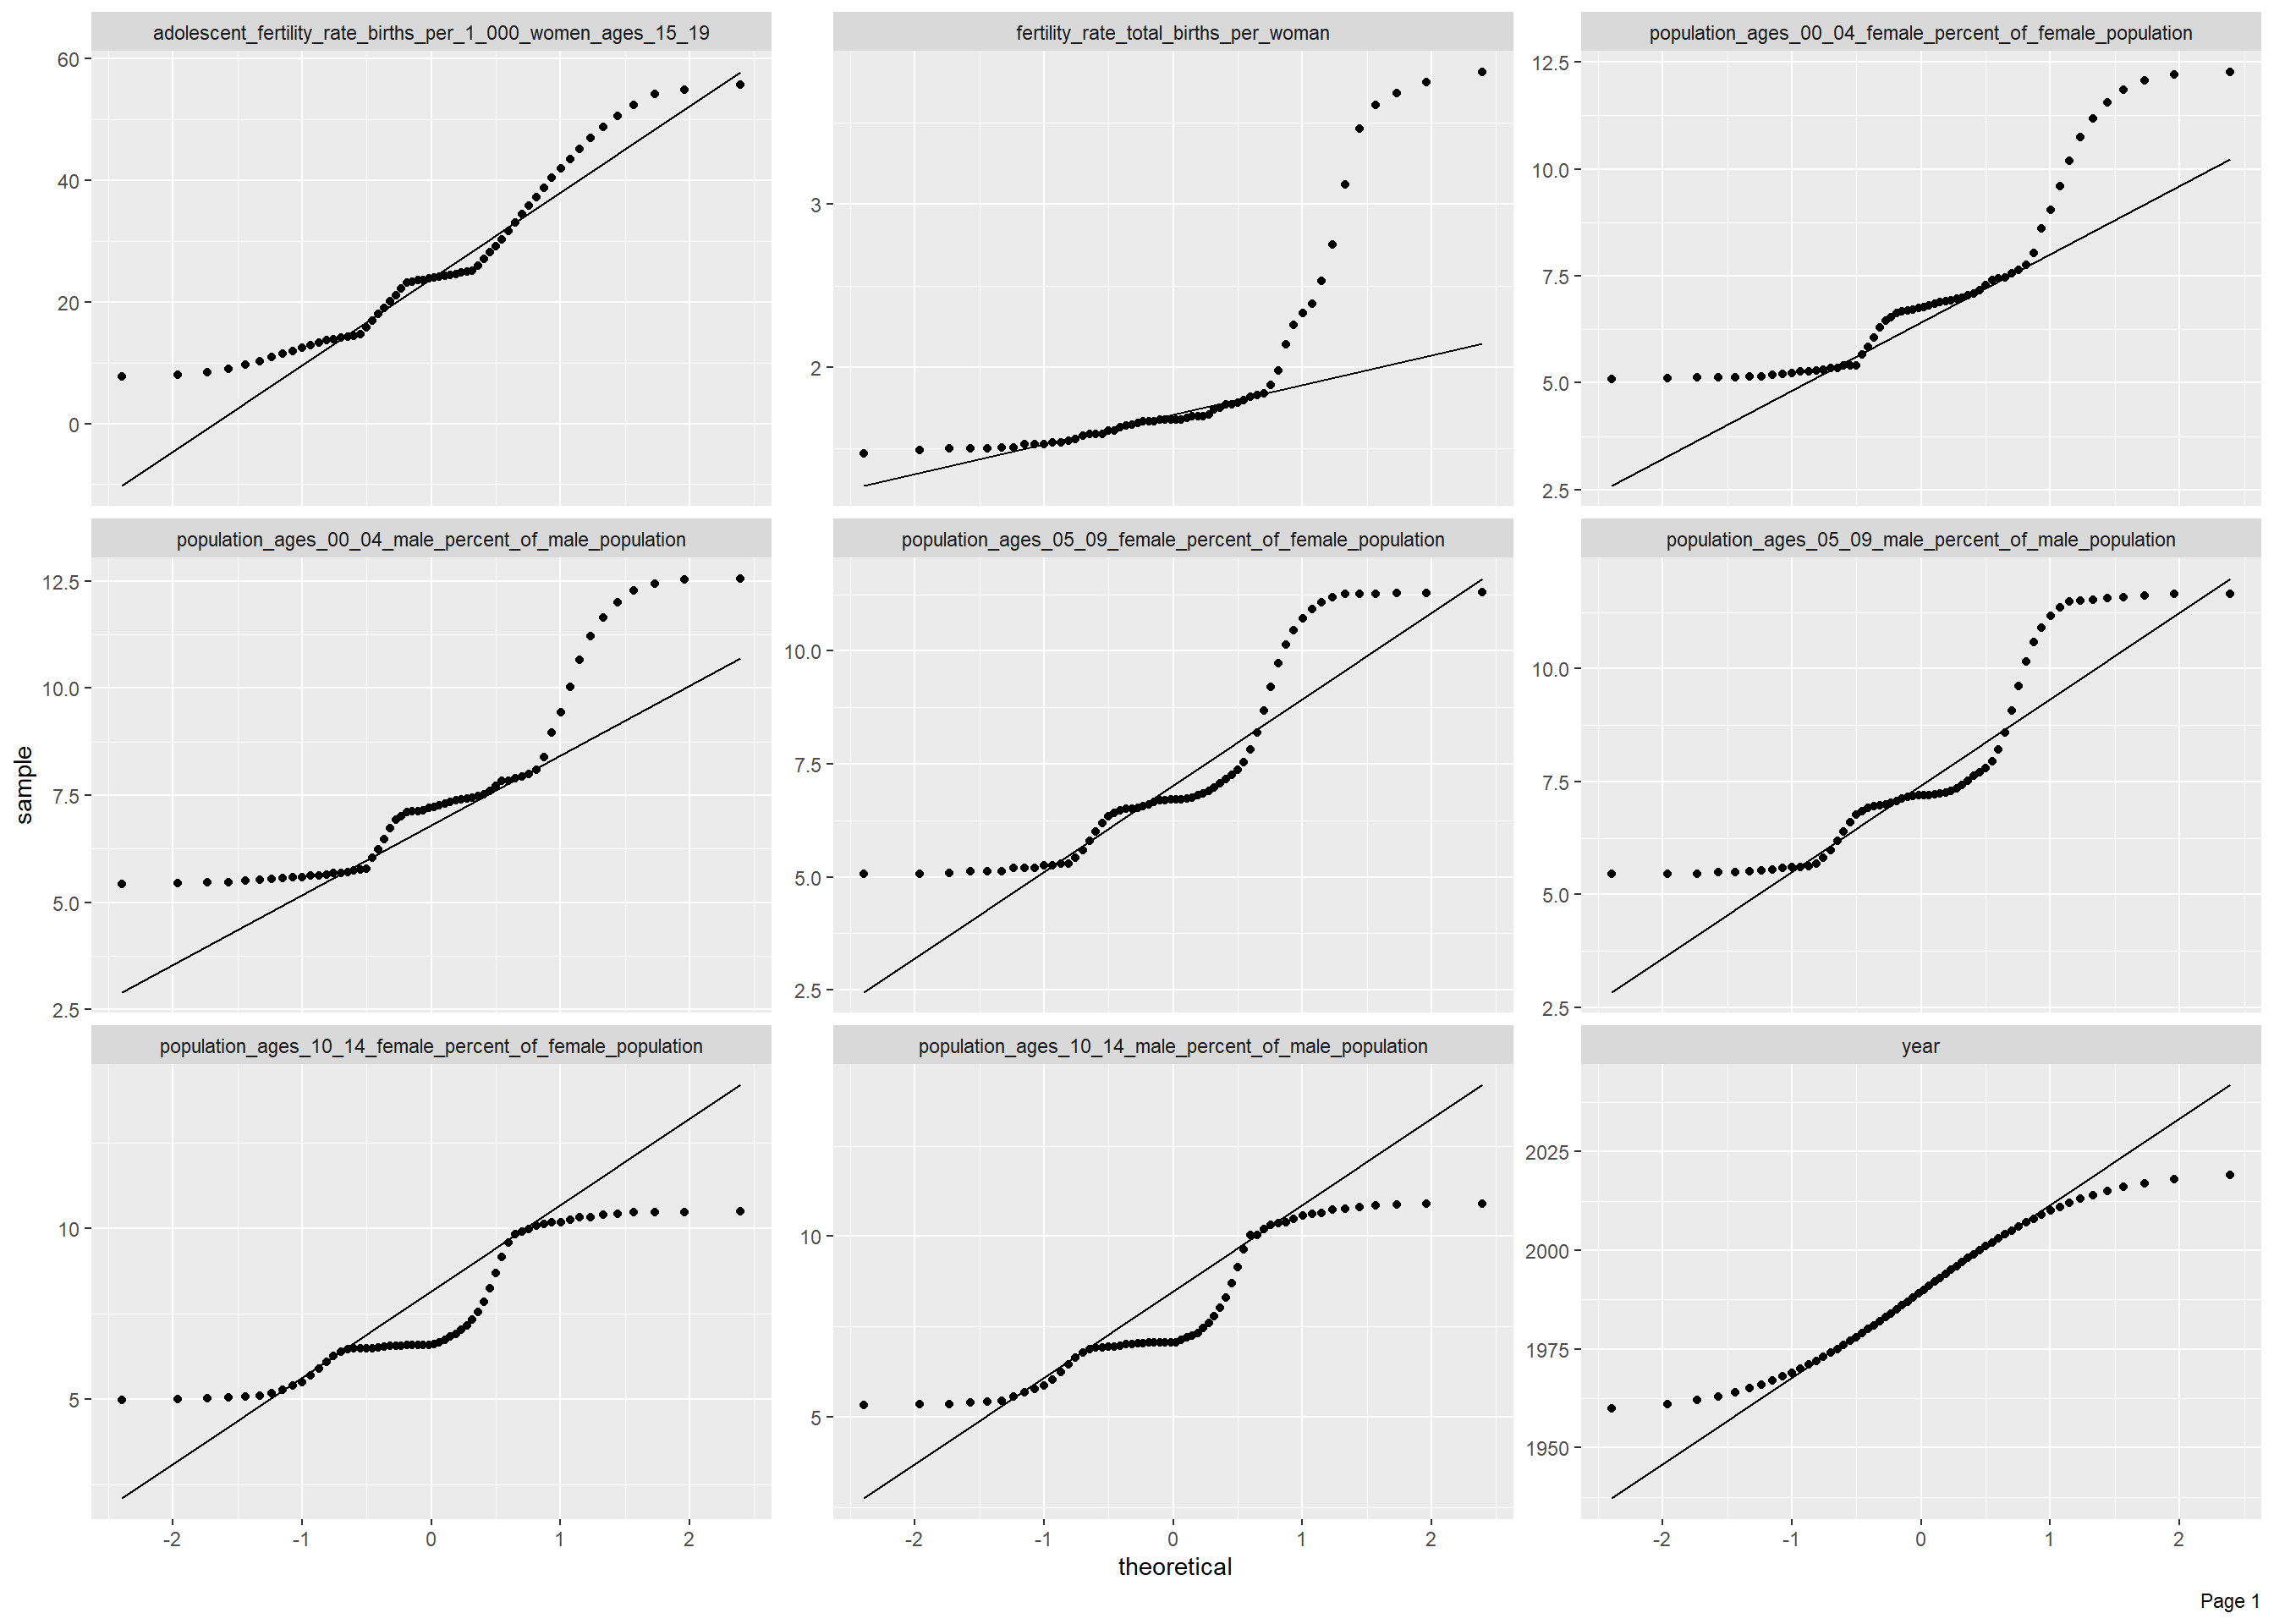 adolescent_fertility_rate_births_per_1_000_women_ages_15_19
fertility_rate_total_births_per_woman
population_ages_00_04_female_percent_of_female_population
60
40
20
0
3
2
12.5
10.0
7.5
5.0
2.5
population_ages_00_04_male_percent_of_male_population
population_ages_05_09_female_percent_of_female_population
population_ages_05_09_male_percent_of_male_population
12.5
10.0
7.5
5.0
2.5
10.0
7.5
5.0
2.5
10.0
7.5
5.0
2.5
sample
population_ages_10_14_female_percent_of_female_population
population_ages_10_14_male_percent_of_male_population
year
10
5
10
5
2025
2000
1975
1950
-2 -1 0 1 2
-2 -1 0 1 2
-2 -1 0 1 2
theoretical
Page 1